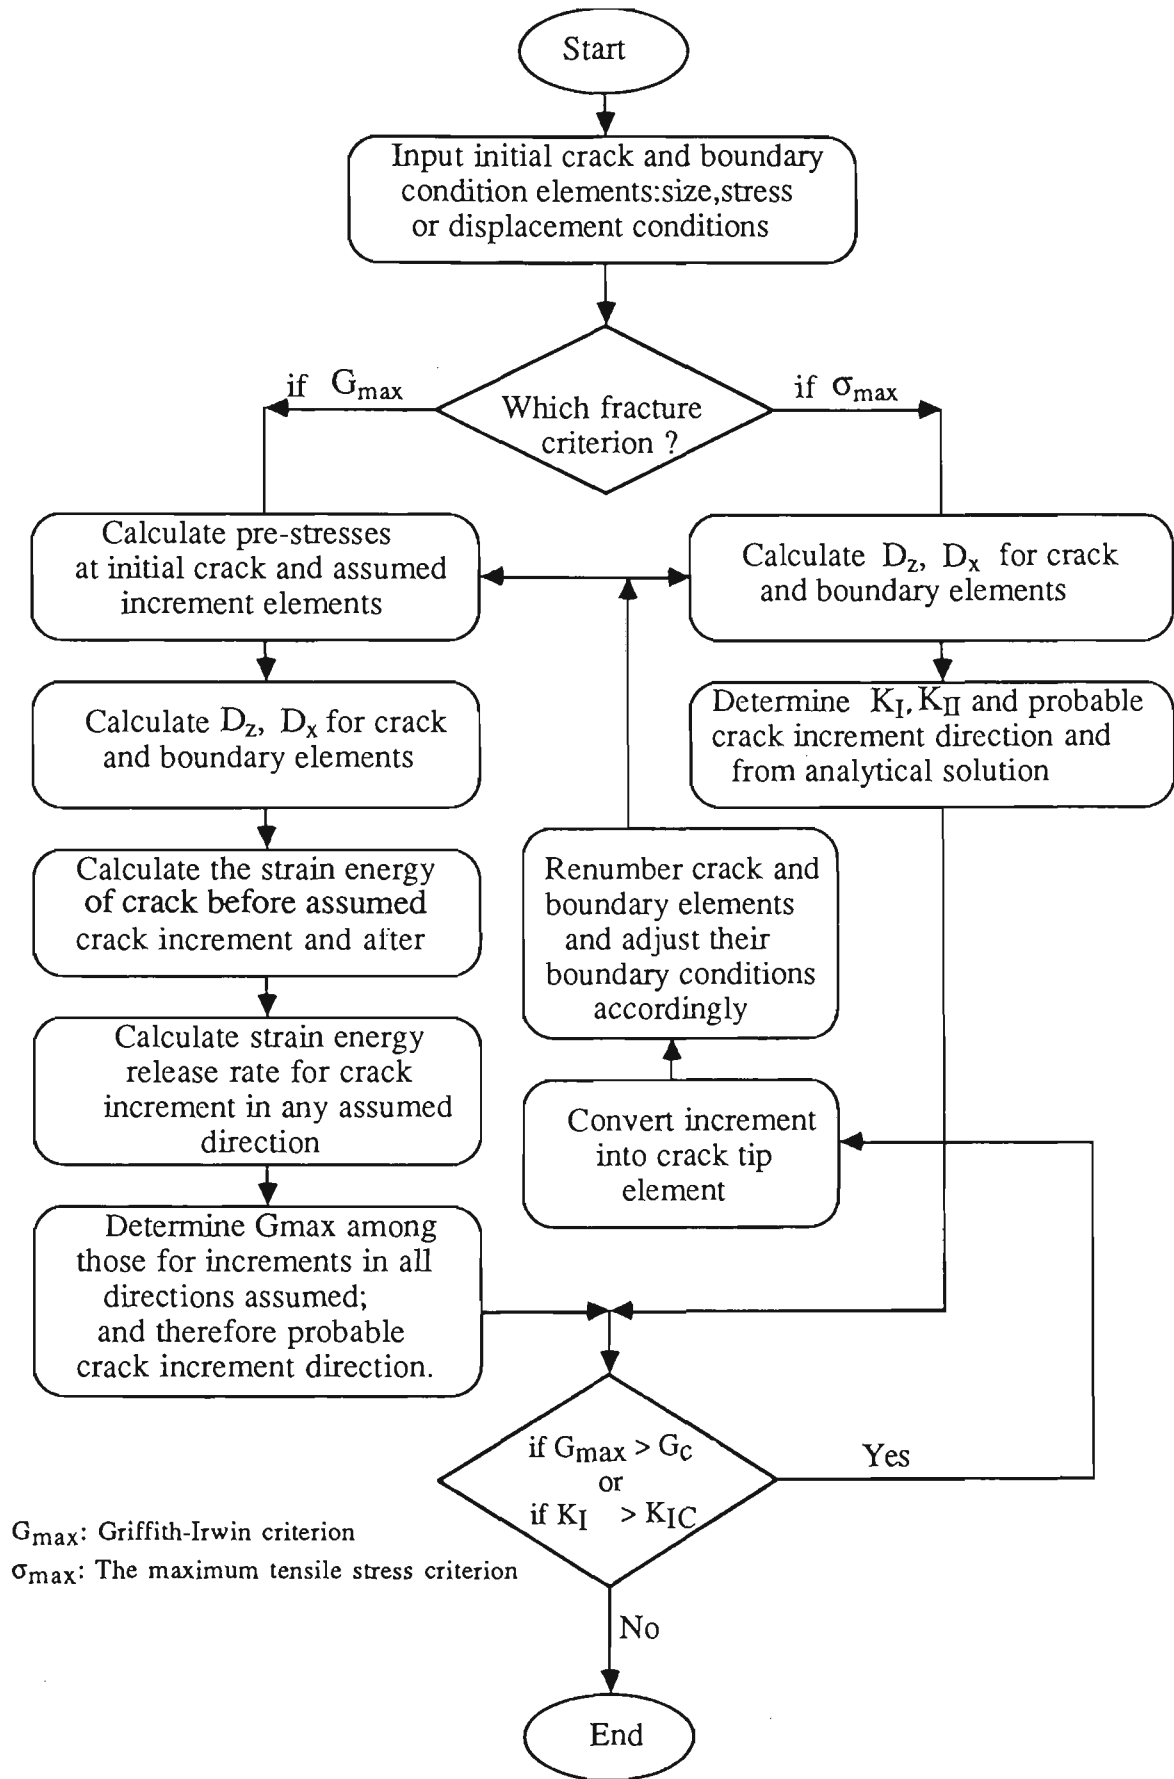 Start
Input initial crack and boundary
condition elements:size,stress
or displacement conditions
if Gmax
if σmax
Which fracture
criterion ?
Calculate pre-stresses
at initial crack and assumed
increment elements
Calculate Dz, Dx for crack
and boundary elements
Calculate Dz, Dx for crack
and boundary elements
Determine KI, KII and probable
crack increment direction and
from analytical solution
Calculate the strain energy
of crack before assumed
crack increment and after
Renumber crack and
boundary elements
and adjust their
boundary conditions
accordingly
Calculate strain energy
release rate for crack
increment in any assumed
direction
Convert increment
into crack tip
element
Determine Gmax among
those for increments in all
directions assumed;
and therefore probable
crack increment direction.
if Gmax > Gc
or
if KI > KIC
Yes
Gmax: Griffith-Irwin criterion
σmax: The maximum tensile stress criterion
No
End